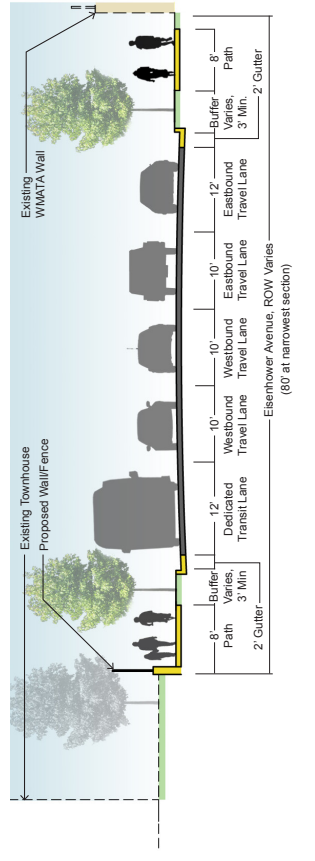 Existing Townhouse
Proposed Wall/Fence
Existing
WMATA Wall
8'
Path
Buffer
Varies,
3' Min
2' Gutter
12'
Dedicated
Transit Lane
10'
Westbound
Travel Lane
10'
Westbound
Travel Lane
10'
Eastbound
Travel Lane
12'
Eastbound
Travel Lane
Buffer
Varies,
3' Min.
2' Gutter
8'
Path
Eisenhower Avenue, ROW Varies
(80' at narrowest section)